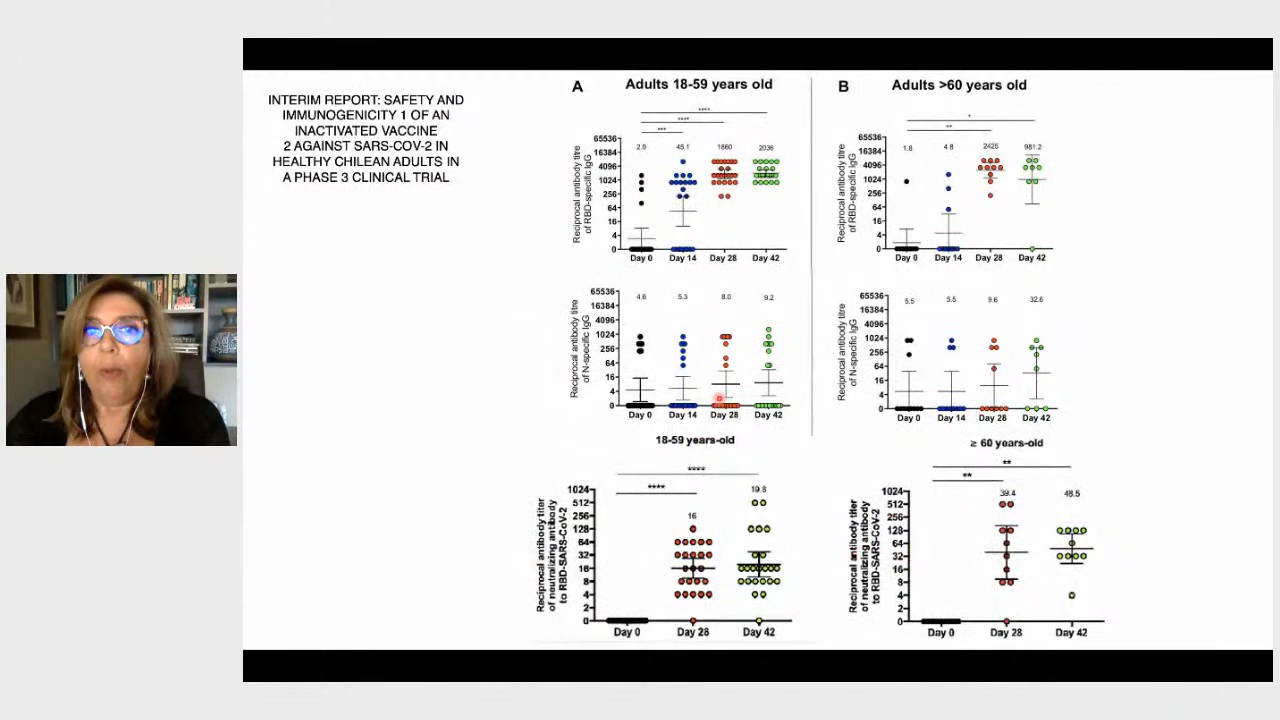 INTERIM REPORT: SAFETY AND
IMMUNOGENICITY 1 OF AN
INACTIVATED VACCINE
2 AGAINST SARS-COV-2 IN
HEALTHY CHILEAN ADULTS IN
A PHASE 3 CLINICAL TRIAL
A
Adults 18-59 years old
****
****
***
Reciprocal antibody titre
of RBD-specific IgG
65536
16384
4096
1024
256
64
16
4
0
2.9
45.1
1860
2036
Day 0
Day 14
Day 28
Day 42
B
Adults >60 years old
*
**
Reciprocal antibody titre
of RBD-specific IgG
65536
16384
4096
1024
256
64
16
4
0
1.8
4.8
2425
981.2
Day 0
Day 14
Day 28
Day 42
Reciprocal antibody titre
of N-specific IgG
65536
16384
4096
1024
256
64
16
4
0
4.6
5.3
8.0
9.2
Day 0
Day 14
Day 28
Day 42
Reciprocal antibody titre
of N-specific IgG
65536
16384
4096
1024
256
64
16
4
0
5.5
5.5
9.6
32.6
Day 0
Day 14
Day 28
Day 42
18-59 years-old
****
****
Reciprocal antibody titer
of neutralizing antibody
to RBD-SARS-CoV-2
1024
512
256
128
64
32
16
8
4
2
0
16
19.8
Day 0
Day 28
Day 42
≥ 60 years-old
**
**
Reciprocal antibody titer
of neutralizing antibody
to RBD-SARS-CoV-2
1024
512
256
128
64
32
16
8
4
2
0
39.4
48.5
Day 0
Day 28
Day 42